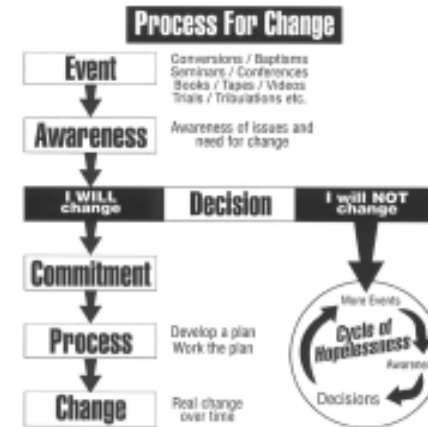 Process For Change
Event
Conversions / Baptisms
Seminars / Conferences
Books / Tapes / Videos
Trials / Tribulations etc.
Awareness
Awareness of issues and
need for change
I WILL
change
Decision
I will NOT
change
Commitment
Process
Develop a plan
Work the plan
Change
Real change
over time
More Events
Cycle of
Hopelessness
Awareness
Decisions